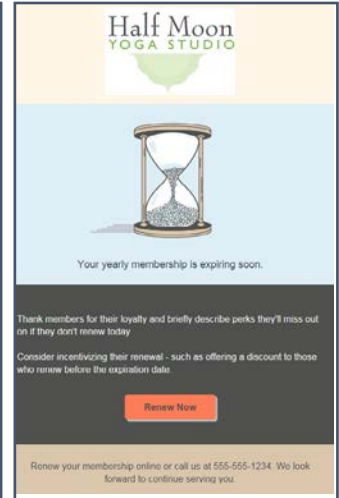 Half Moon
YOGA STUDIO
Your yearly membership is expiring soon.
Thank members for their loyalty and briefly describe perks they'll miss out
on if they don't renew today
Consider incentivizing their renewal - such as offering a discount to those
who renew before the expiration date.
Renew Now
Renew your membership online or call us at 555-555-1234. We look
forward to continue serving you.